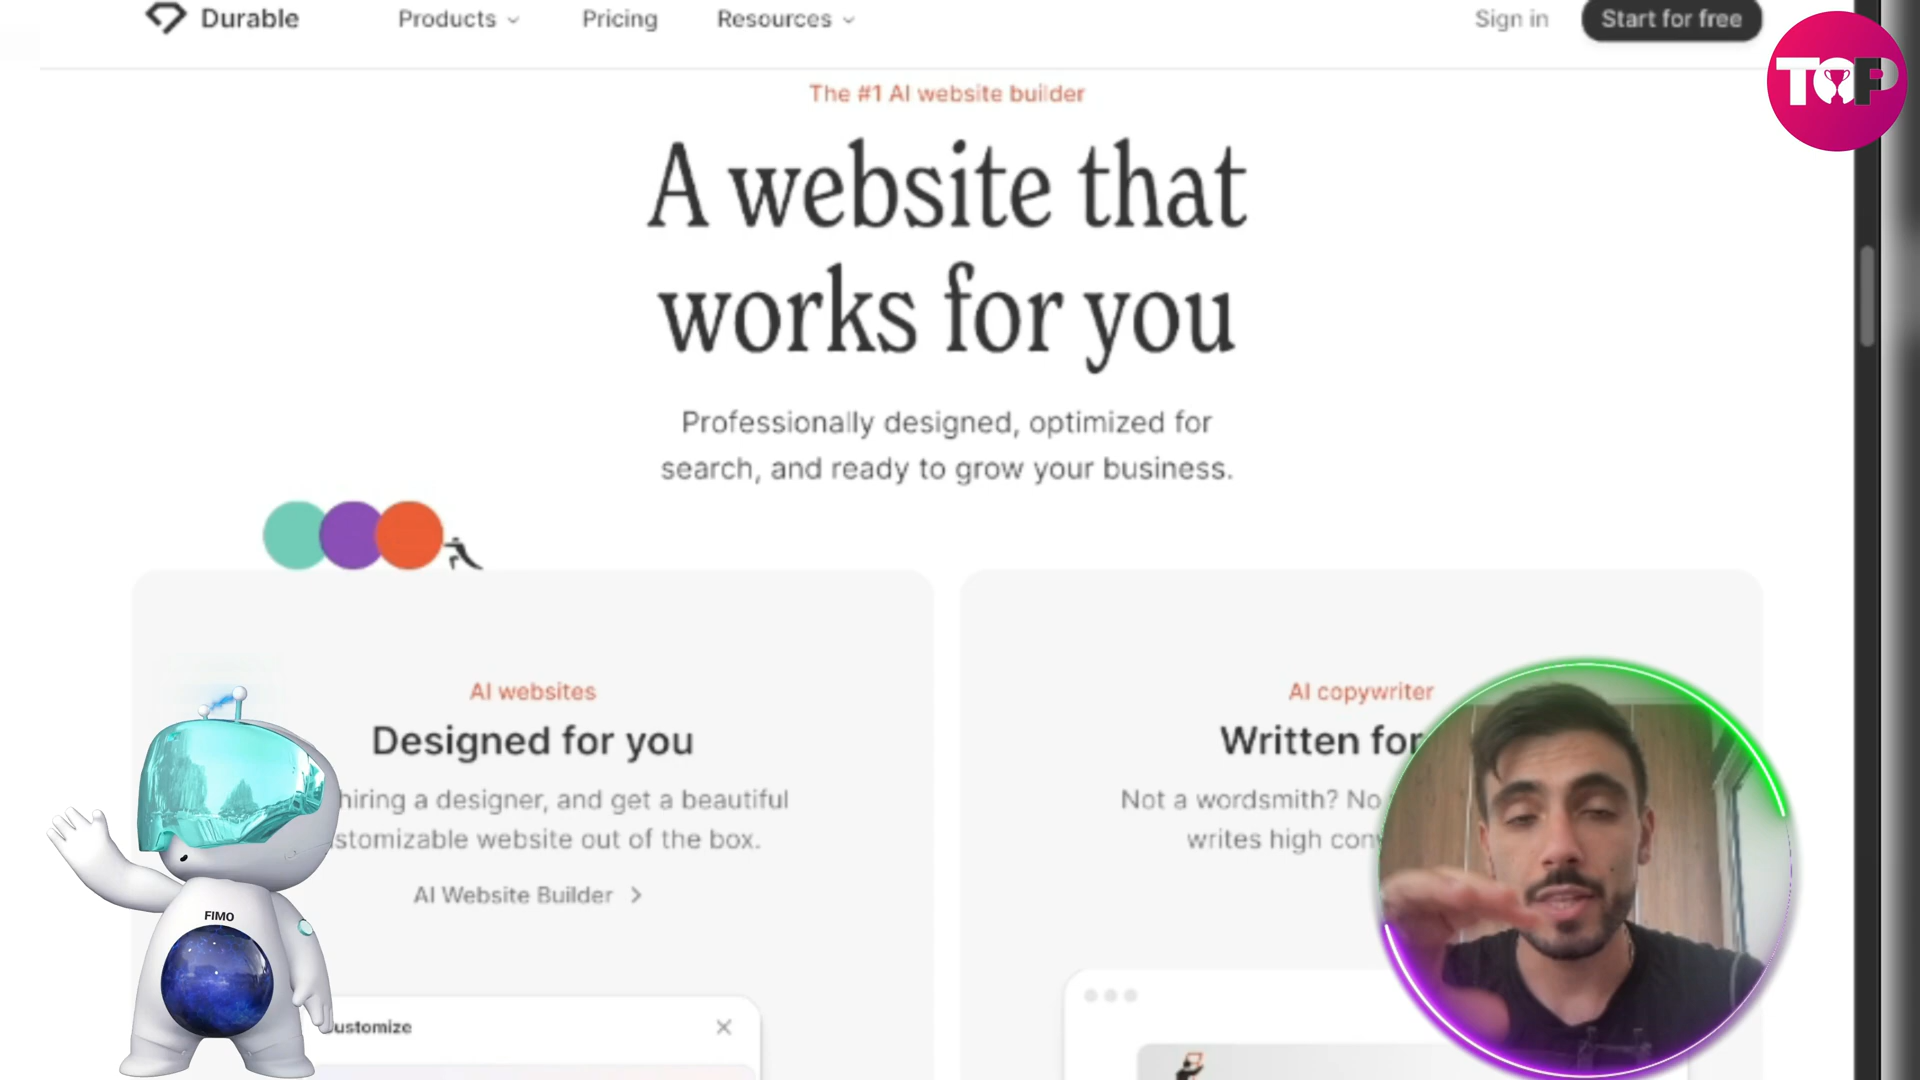 Durable
Products
Pricing
Resources
Sign in
Start for free
TOP
The #1 AI website builder
A website that
works for you
Professionally designed, optimized for
search, and ready to grow your business.
AI websites
Designed for you
hiring a designer, and get a beautiful
stomizable website out of the box.
AI Website Builder
ustomize
AI copywriter
Written for
Not a wordsmith? No
writes high con
FIMO